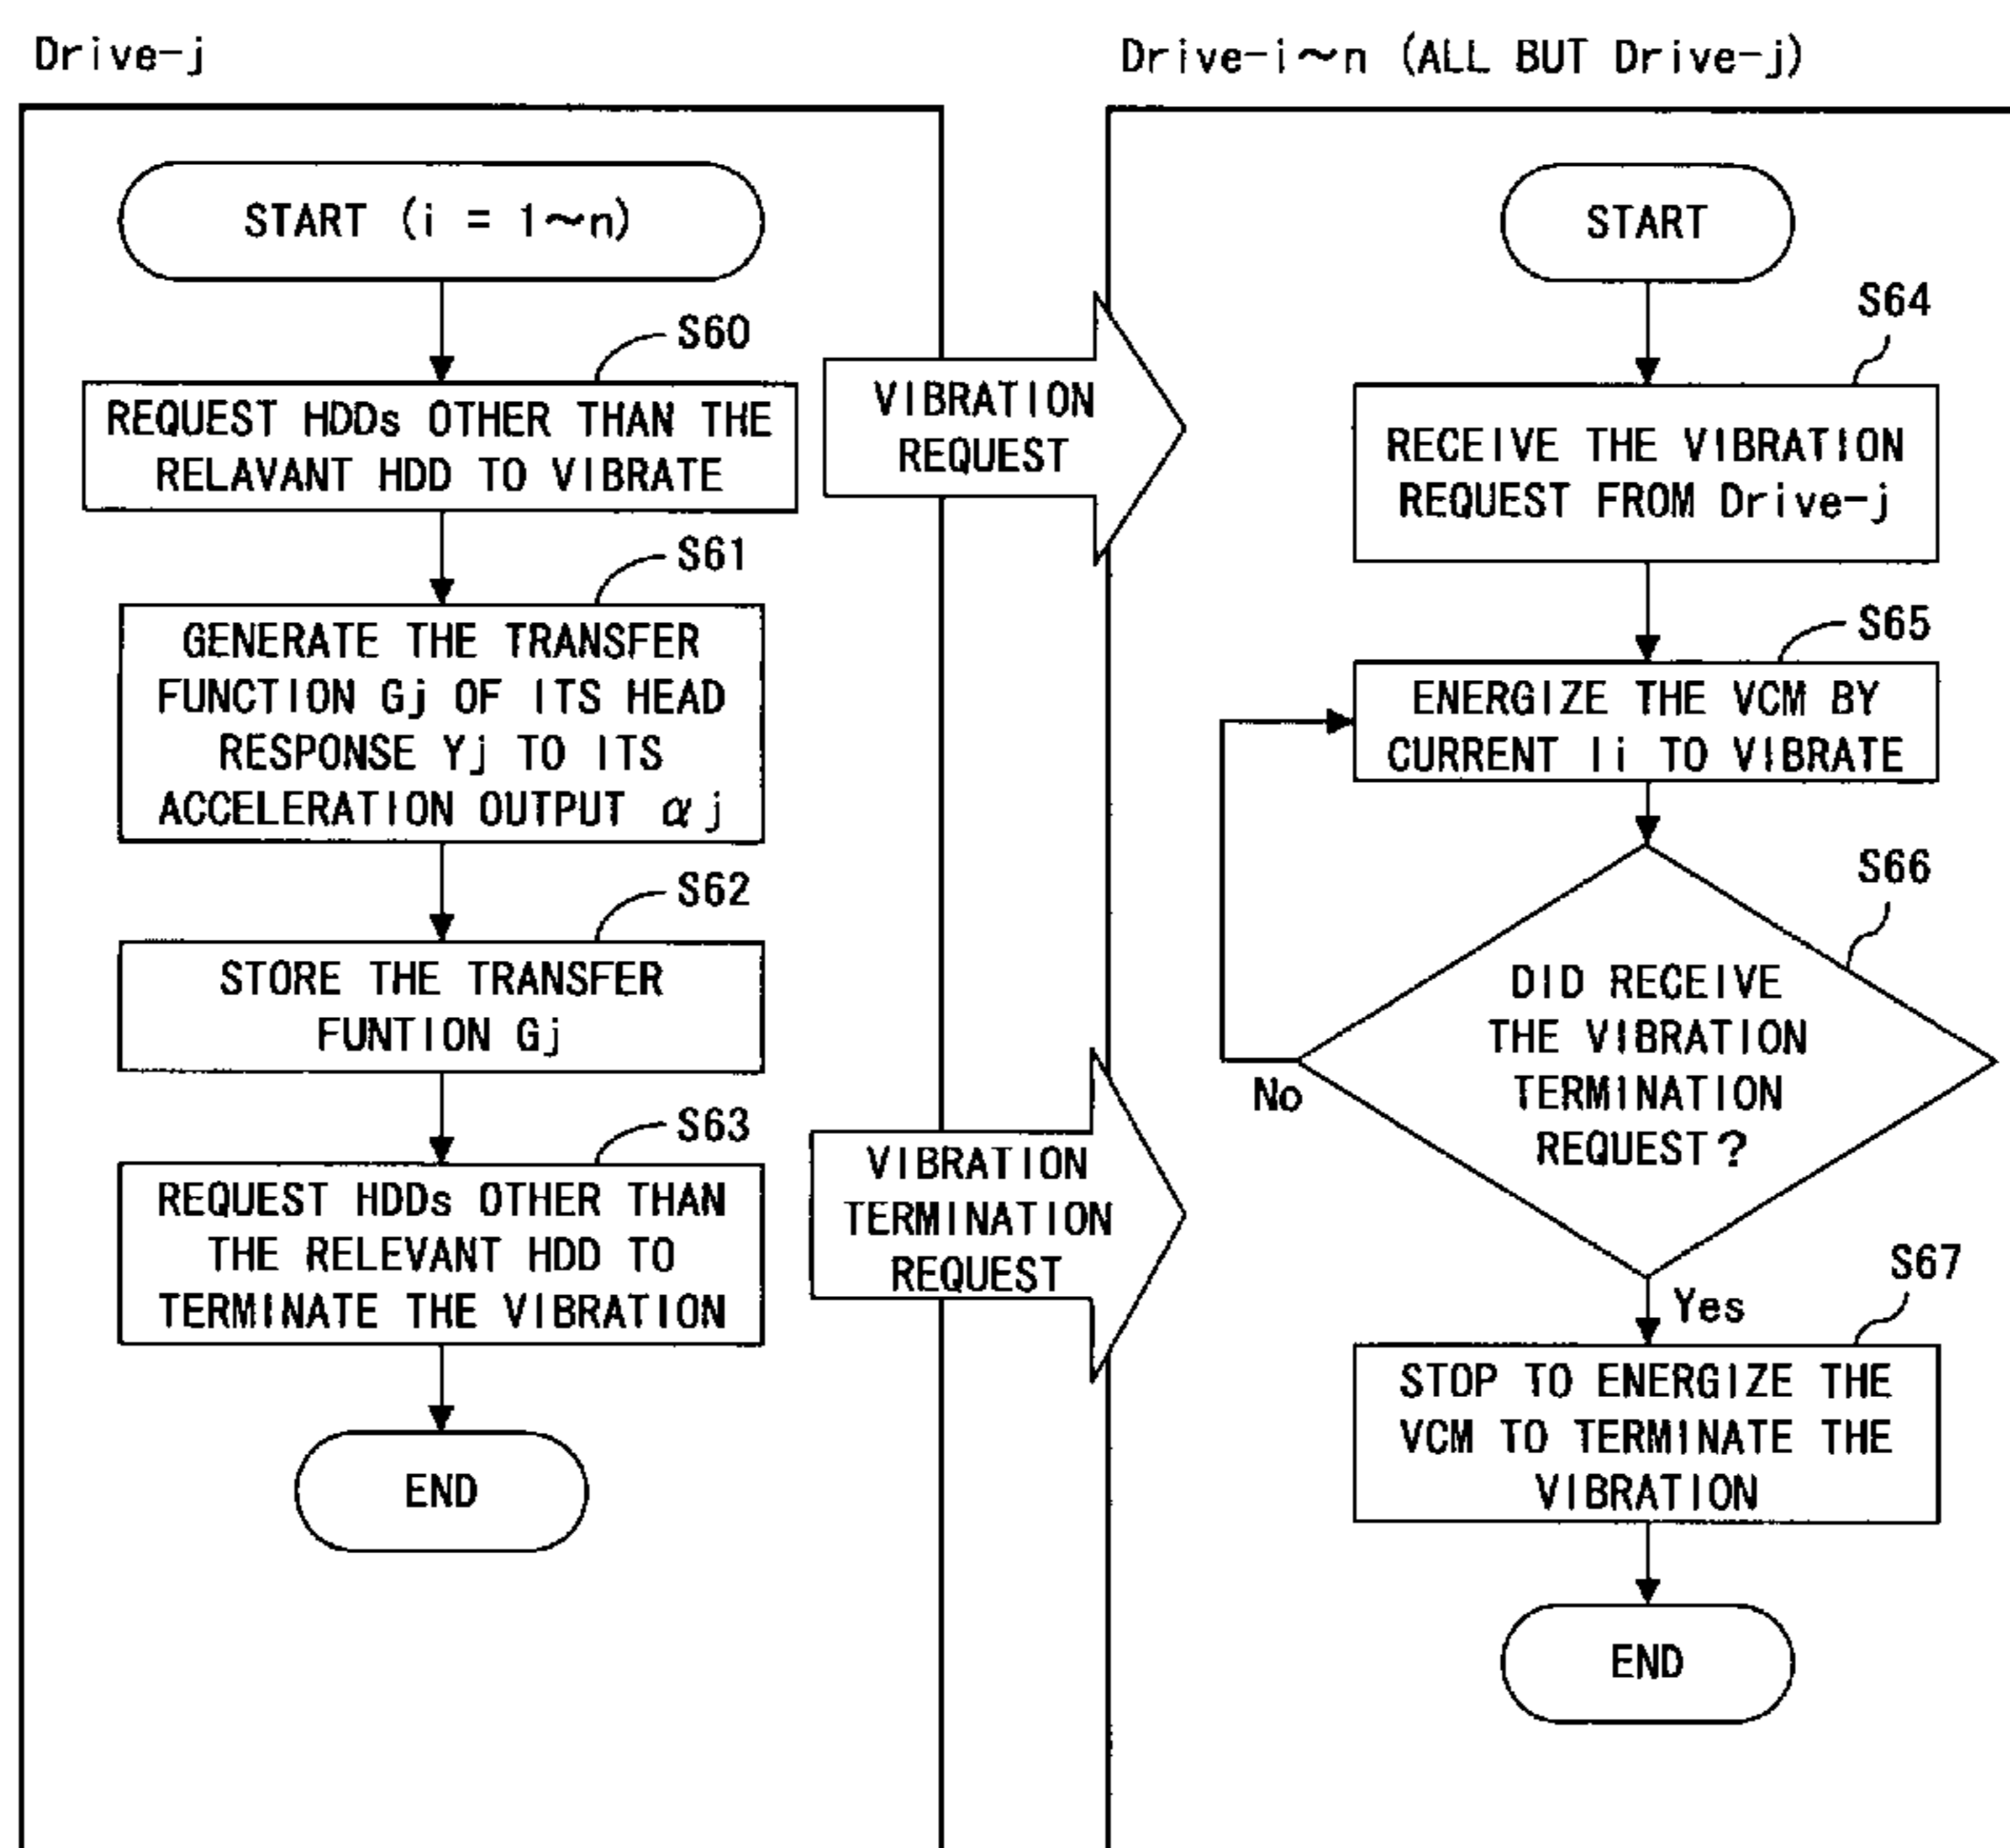 Drive-j
START (i = 1~n)
S60
REQUEST HDDs OTHER THAN THE
RELAVANT HDD TO VIBRATE
S61
GENERATE THE TRANSFER
FUNCTION Gj OF ITS HEAD
RESPONSE Yj TO ITS
ACCELERATION OUTPUT αj
S62
STORE THE TRANSFER
FUNTION Gj
S63
REQUEST HDDs OTHER THAN
THE RELEVANT HDD TO
TERMINATE THE VIBRATION
END
VIBRATION
REQUEST
VIBRATION
TERMINATION
REQUEST
Drive-i~n (ALL BUT Drive-j)
START
S64
RECEIVE THE VIBRATION
REQUEST FROM Drive-j
S65
ENERGIZE THE VCM BY
CURRENT Ii TO VIBRATE
S66
DID RECEIVE
THE VIBRATION
TERMINATION
REQUEST?
No
Yes
S67
STOP TO ENERGIZE THE
VCM TO TERMINATE THE
VIBRATION
END